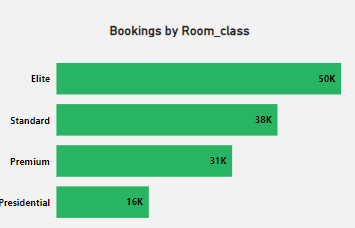 Bookings by Room_class
Elite 50K
Standard 38K
Premium 31K
Presidential 16K